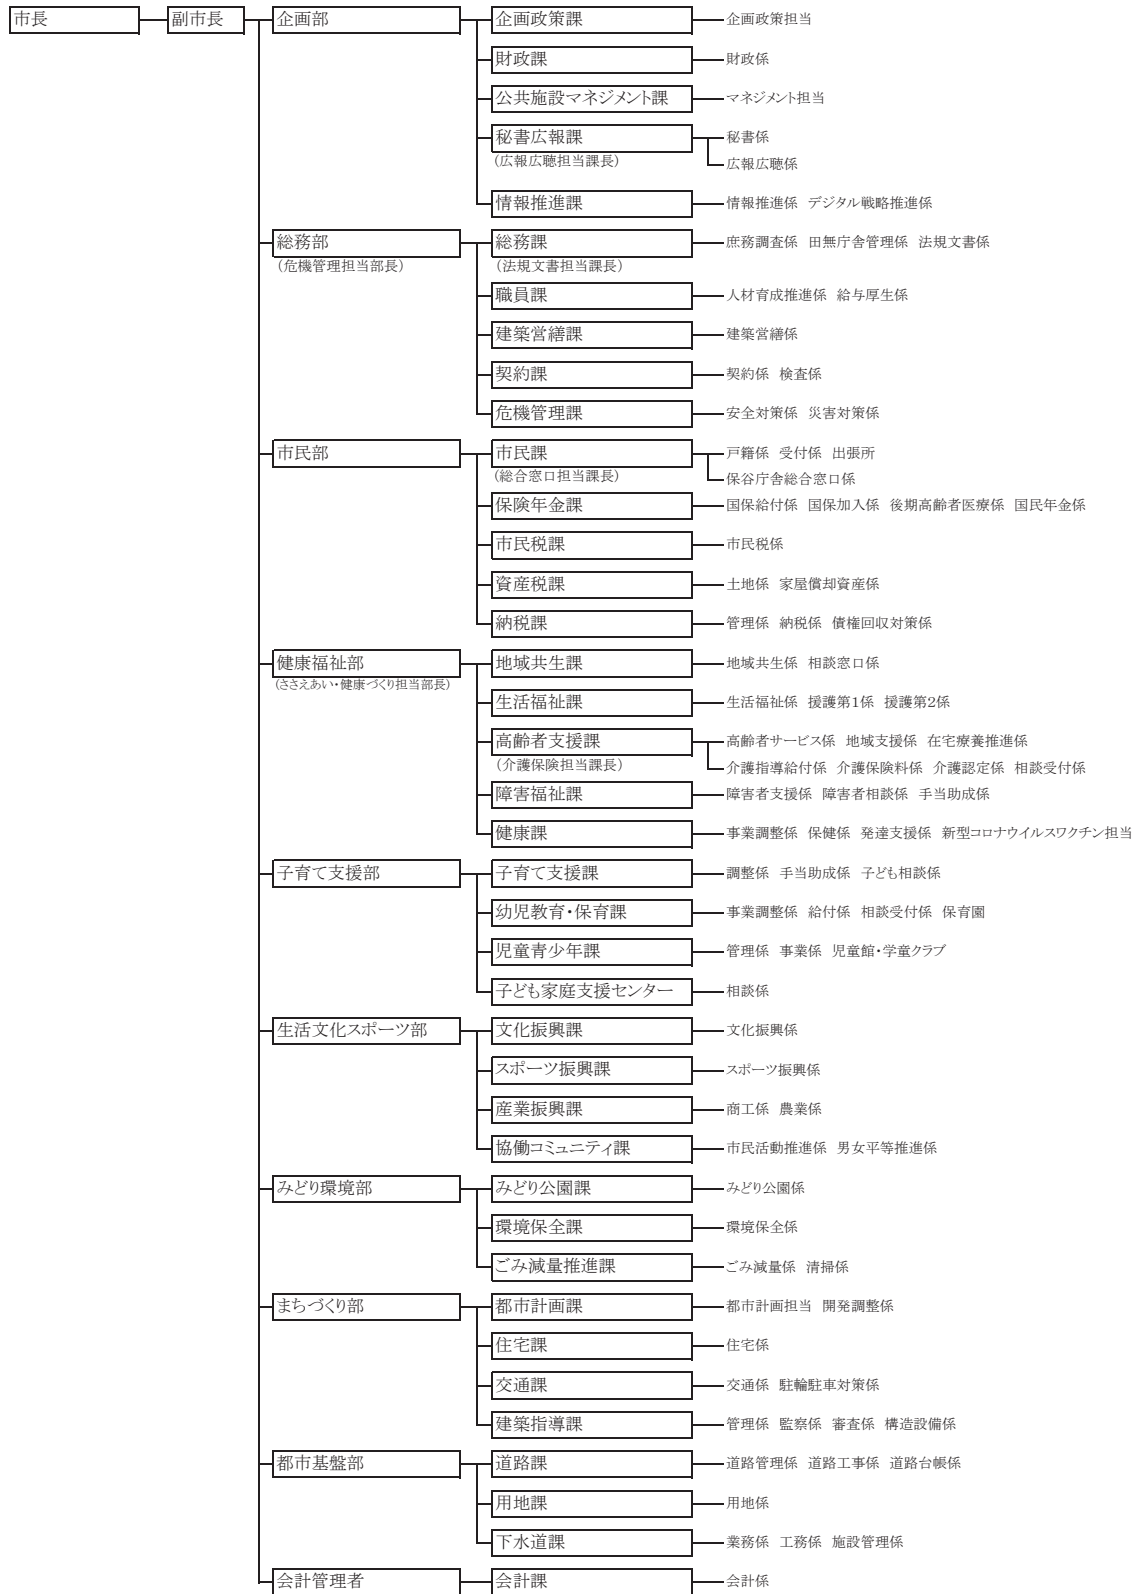 市長 副市長 企画部 企画政策課 企画政策担当
財政課 財政係
公共施設マネジメント課 マネジメント担当
秘書広報課 秘書係
(広報広聴担当課長) 広報広聴係
情報推進課 情報推進係 デジタル戦略推進係
総務部 総務課 庶務調査係 田無庁舎管理係 法規文書係
(危機管理担当部長) (法規文書担当課長)
職員課 人材育成推進係 給与厚生係
建築営繕課 建築営繕係
契約課 契約係 検査係
危機管理課 安全対策係 災害対策係
市民部 市民課 戸籍係 受付係 出張所
(総合窓口担当課長) 保谷庁舎総合窓口係
保険年金課 国保給付係 国保加入係 後期高齢者医療係 国民年金係
市民税課 市民税係
資産税課 土地係 家屋償却資産係
納税課 管理係 納税係 債権回収対策係
健康福祉部 地域共生課 地域共生係 相談窓口係
(ささえあい・健康づくり担当部長)
生活福祉課 生活福祉係 援護第1係 援護第2係
高齢者支援課 高齢者サービス係 地域支援係 在宅療養推進係
(介護保険担当課長) 介護指導給付係 介護保険料係 介護認定係 相談受付係
障害福祉課 障害者支援係 障害者相談係 手当助成係
健康課 事業調整係 保健係 発達支援係 新型コロナウイルスワクチン担当
子育て支援部 子育て支援課 調整係 手当助成係 子ども相談係
幼児教育・保育課 事業調整係 給付係 相談受付係 保育園
児童青少年課 管理係 事業係 児童館・学童クラブ
子ども家庭支援センター 相談係
生活文化スポーツ部 文化振興課 文化振興係
スポーツ振興課 スポーツ振興係
産業振興課 商工係 農業係
協働コミュニティ課 市民活動推進係 男女平等推進係
みどり環境部 みどり公園課 みどり公園係
環境保全課 環境保全係
ごみ減量推進課 ごみ減量係 清掃係
まちづくり部 都市計画課 都市計画担当 開発調整係
住宅課 住宅係
交通課 交通係 駐輪駐車対策係
建築指導課 管理係 監察係 審査係 構造設備係
都市基盤部 道路課 道路管理係 道路工事係 道路台帳係
用地課 用地係
下水道課 業務係 工務係 施設管理係
会計管理者 会計課 会計係